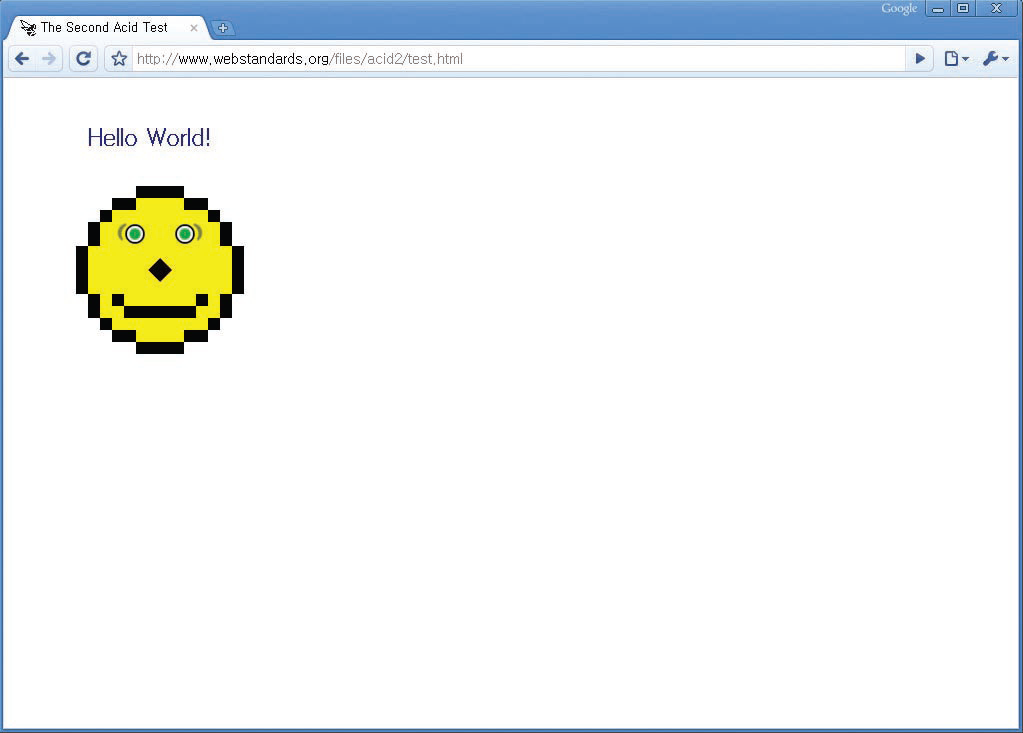 Google
The Second Acid Test
http://www.webstandards.org/files/acid2/test.html
Hello World!